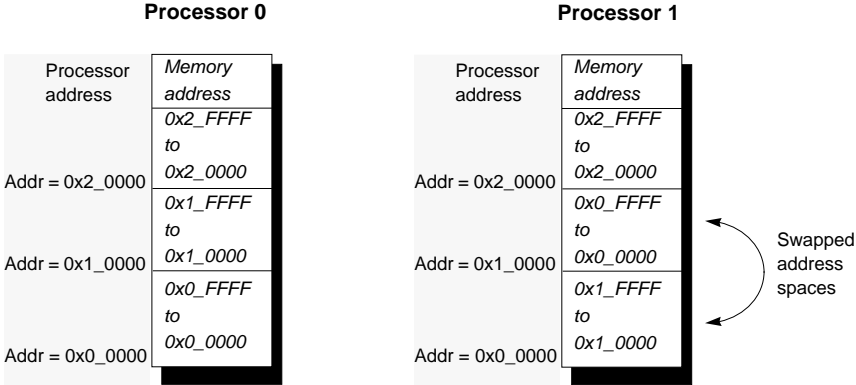 Processor 0
Processor
address
Memory
address
0x2_FFFF
to
0x2_0000
Addr = 0x2_0000
0x1_FFFF
to
0x1_0000
Addr = 0x1_0000
0x0_FFFF
to
0x0_0000
Addr = 0x0_0000
Processor 1
Processor
address
Memory
address
0x2_FFFF
to
0x2_0000
Addr = 0x2_0000
0x0_FFFF
to
0x0_0000
Addr = 0x1_0000
0x1_FFFF
to
0x1_0000
Addr = 0x0_0000
Swapped
address
spaces